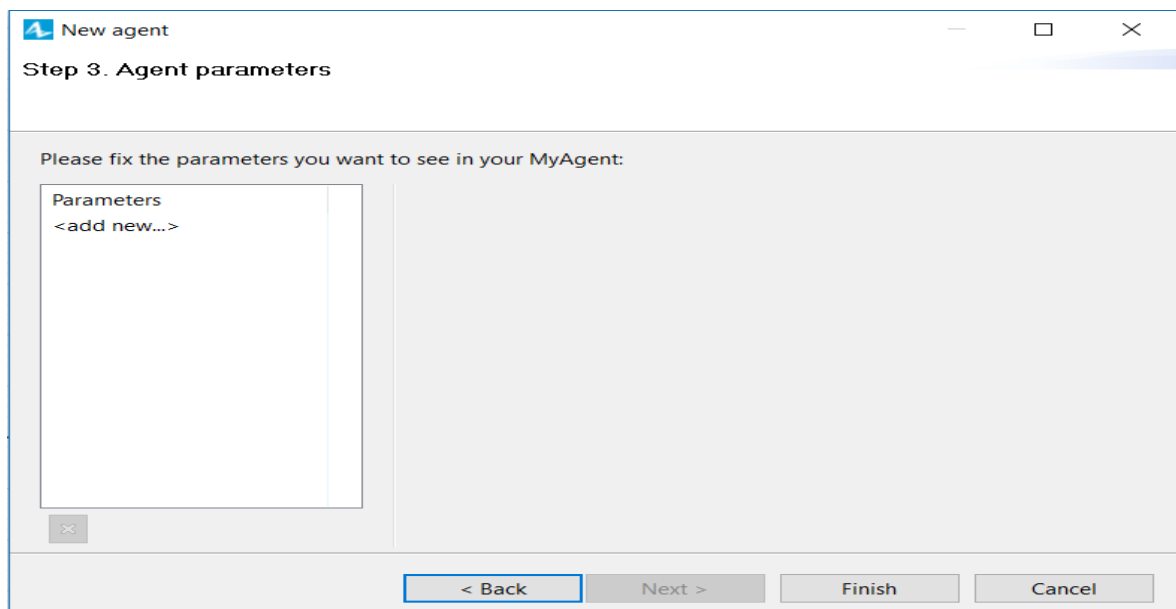 New agent
Step 3. Agent parameters
Please fix the parameters you want to see in your MyAgent:
Parameters
<add new...>
< Back
Next >
Finish
Cancel